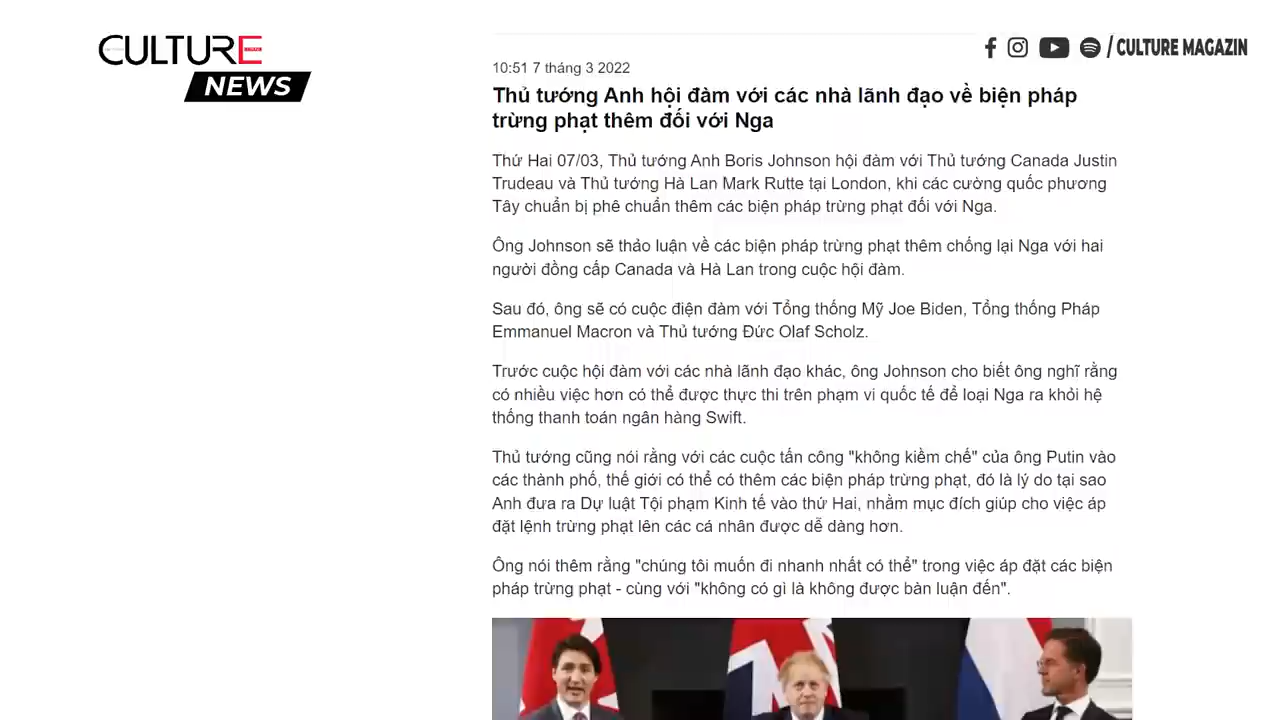 CULTURE
NEWS
/ CULTURE MAGAZIN
10:51 7 tháng 3 2022
Thủ tướng Anh hội đàm với các nhà lãnh đạo về biện pháp
trừng phạt thêm đối với Nga
Thứ Hai 07/03, Thủ tướng Anh Boris Johnson hội đàm với Thủ tướng Canada Justin
Trudeau và Thủ tướng Hà Lan Mark Rutte tại London, khi các cường quốc phương
Tây chuẩn bị phê chuẩn thêm các biện pháp trừng phạt đối với Nga.
Ông Johnson sẽ thảo luận về các biện pháp trừng phạt thêm chống lại Nga với hai
người đồng cấp Canada và Hà Lan trong cuộc hội đàm.
Sau đó, ông sẽ có cuộc điện đàm với Tổng thống Mỹ Joe Biden, Tổng thống Pháp
Emmanuel Macron và Thủ tướng Đức Olaf Scholz.
Trước cuộc hội đàm với các nhà lãnh đạo khác, ông Johnson cho biết ông nghĩ rằng
có nhiều việc hơn có thể được thực thi trên phạm vi quốc tế để loại Nga ra khỏi hệ
thống thanh toán ngân hàng Swift.
Thủ tướng cũng nói rằng với các cuộc tấn công "không kiềm chế" của ông Putin vào
các thành phố, thế giới có thể có thêm các biện pháp trừng phạt, đó là lý do tại sao
Anh đưa ra Dự luật Tội phạm Kinh tế vào thứ Hai, nhằm mục đích giúp cho việc áp
đặt lệnh trừng phạt lên các cá nhân được dễ dàng hơn.
Ông nói thêm rằng "chúng tôi muốn đi nhanh nhất có thể" trong việc áp đặt các biện
pháp trừng phạt - cùng với "không có gì là không được bàn luận đến".